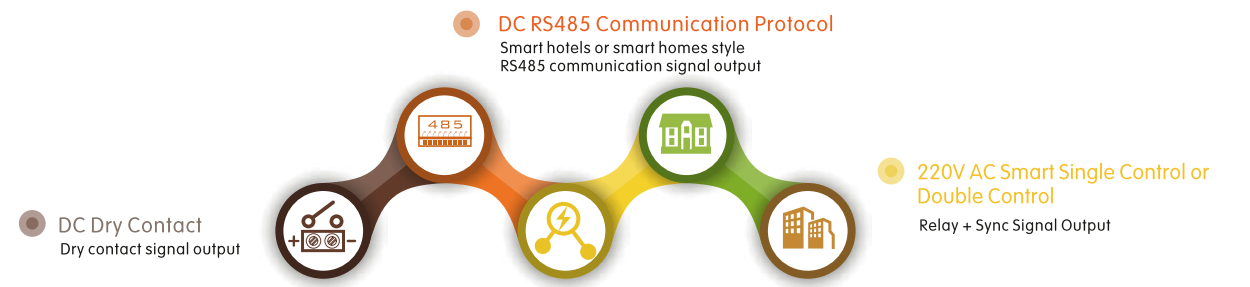 DC RS485 Communication Protocol
Smart hotels or smart homes style
RS485 communication signal output
485
220V AC Smart Single Control or
Double Control
Relay + Sync Signal Output
DC Dry Contact
Dry contact signal output
+ -